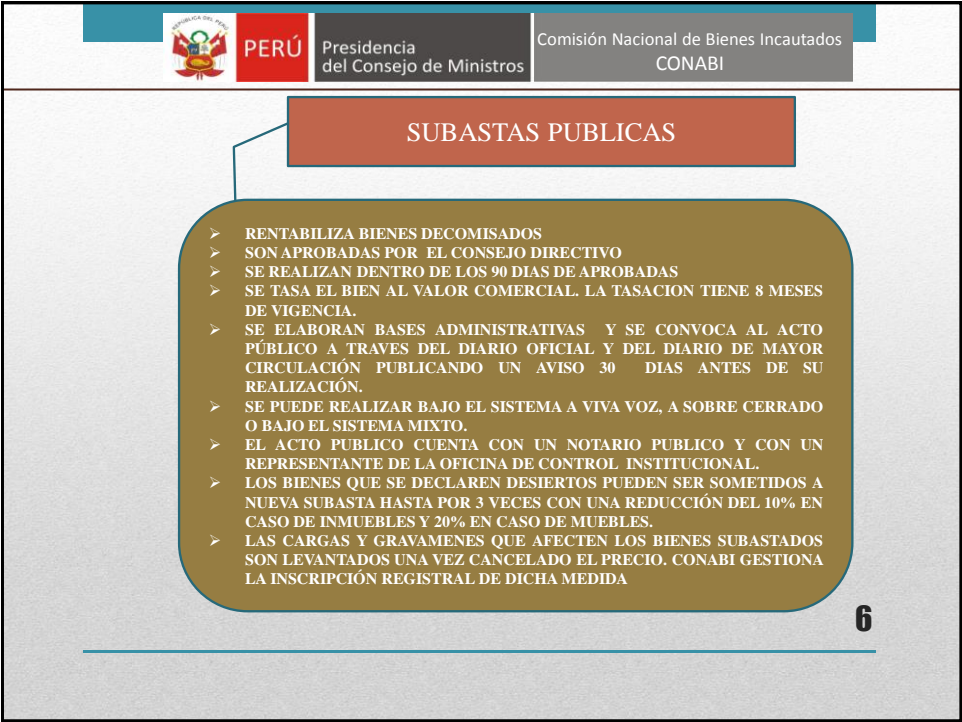 REPÚBLICA DEL PERÚ
PERÚ
Presidencia
del Consejo de Ministros
Comisión Nacional de Bienes Incautados
CONABI
SUBASTAS PUBLICAS
➢ RENTABILIZA BIENES DECOMISADOS
➢ SON APROBADAS POR EL CONSEJO DIRECTIVO
➢ SE REALIZAN DENTRO DE LOS 90 DIAS DE APROBADAS
➢ SE TASA EL BIEN AL VALOR COMERCIAL. LA TASACION TIENE 8 MESES
DE VIGENCIA.
➢ SE ELABORAN BASES ADMINISTRATIVAS Y SE CONVOCA AL ACTO
PÚBLICO A TRAVES DEL DIARIO OFICIAL Y DEL DIARIO DE MAYOR
CIRCULACIÓN PUBLICANDO UN AVISO 30 DIAS ANTES DE SU
REALIZACIÓN.
➢ SE PUEDE REALIZAR BAJO EL SISTEMA A VIVA VOZ, A SOBRE CERRADO
O BAJO EL SISTEMA MIXTO.
➢ EL ACTO PUBLICO CUENTA CON UN NOTARIO PUBLICO Y CON UN
REPRESENTANTE DE LA OFICINA DE CONTROL INSTITUCIONAL.
➢ LOS BIENES QUE SE DECLAREN DESIERTOS PUEDEN SER SOMETIDOS A
NUEVA SUBASTA HASTA POR 3 VECES CON UNA REDUCCIÓN DEL 10% EN
CASO DE INMUEBLES Y 20% EN CASO DE MUEBLES.
➢ LAS CARGAS Y GRAVAMENES QUE AFECTEN LOS BIENES SUBASTADOS
SON LEVANTADOS UNA VEZ CANCELADO EL PRECIO. CONABI GESTIONA
LA INSCRIPCIÓN REGISTRAL DE DICHA MEDIDA
6